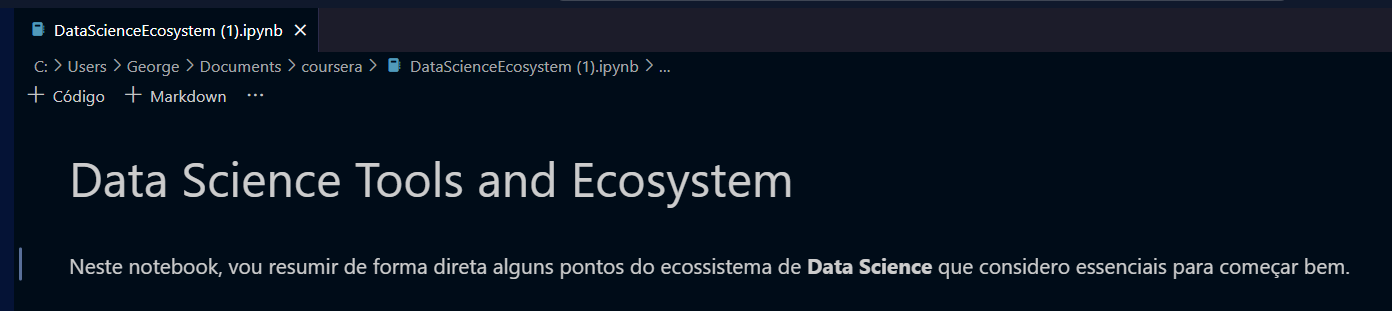 DataScienceEcosystem (1).ipynb
C: > Users > George > Documents > coursera > DataScienceEcosystem (1).ipynb > ...
+ Código + Markdown ...
Data Science Tools and Ecosystem
Neste notebook, vou resumir de forma direta alguns pontos do ecossistema de Data Science que considero essenciais para começar bem.